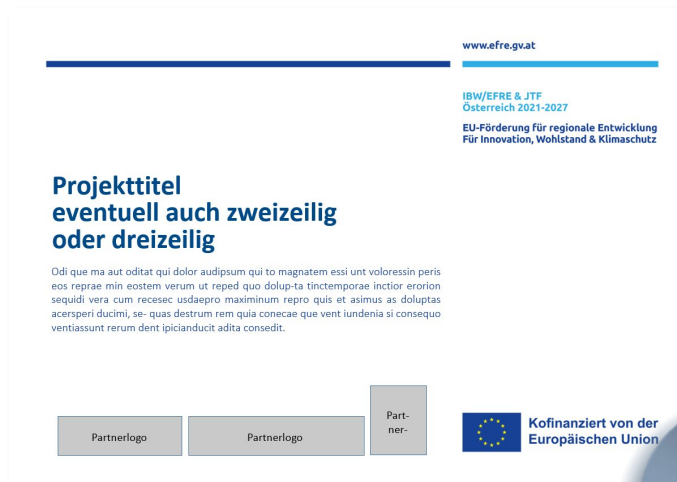 www.efre.gv.at
IBW/EFRE & JTF
Österreich 2021-2027
EU-Förderung für regionale Entwicklung
Für Innovation, Wohlstand & Klimaschutz
Projekttitel
eventuell auch zweizeilig
oder dreizeilig
Odi que ma aut oditat qui dolor audipsum qui to magnatem essi unt voloressin peris
eos reprae min eostem verum ut reped quo dolup-ta tinctemporae inctior erorion
sequidi vera cum recesec usdaepro maximinum repro quis et asimus as doluptas
acersperi ducimi, se- quas destrum rem quia conecae que vent iundenia si consequo
ventiassunt rerum dent ipicianducit adita consedit.
Partnerlogo
Partnerlogo
Part-
ner-
Kofinanziert von der
Europäischen Union